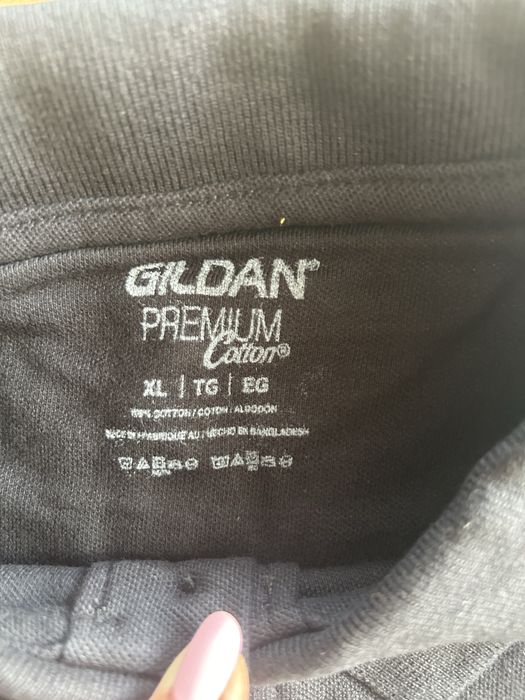 GILDAN®
PREMIUM
Cotton®
XL | TG | EG
100% COTTON / COTON / ALGODÓN
MADE IN / FABRIQUÉ AU / HECHO EN BANGLADESH